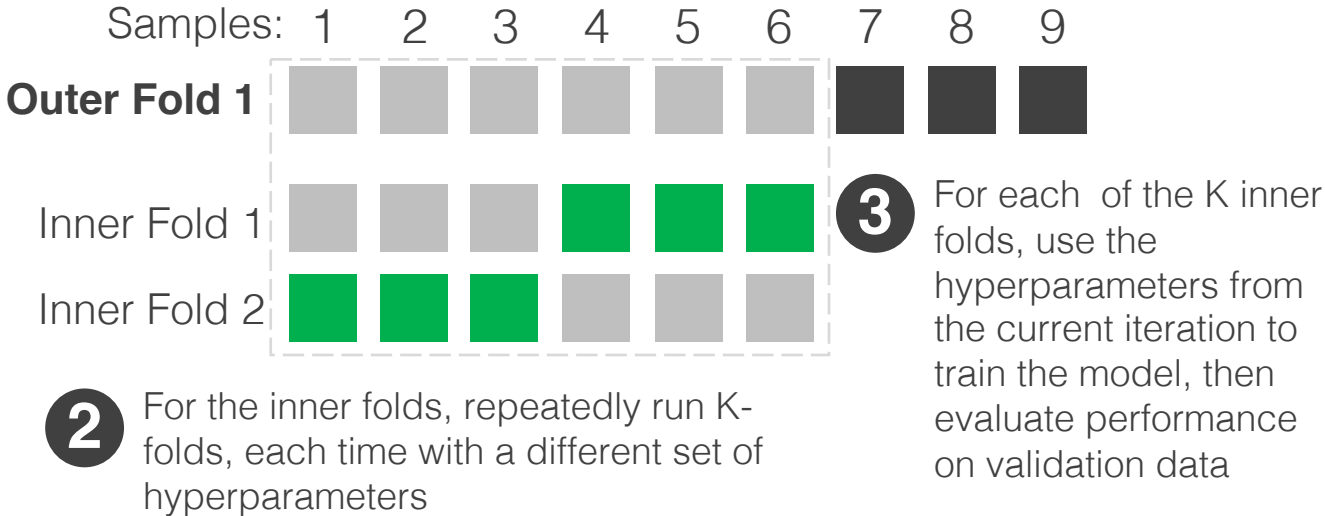 Samples: 1 2 3 4 5 6 7 8 9
Outer Fold 1
Inner Fold 1
Inner Fold 2
3 For each of the K inner
folds, use the
hyperparameters from
the current iteration to
train the model, then
evaluate performance
on validation data
2 For the inner folds, repeatedly run K-
folds, each time with a different set of
hyperparameters